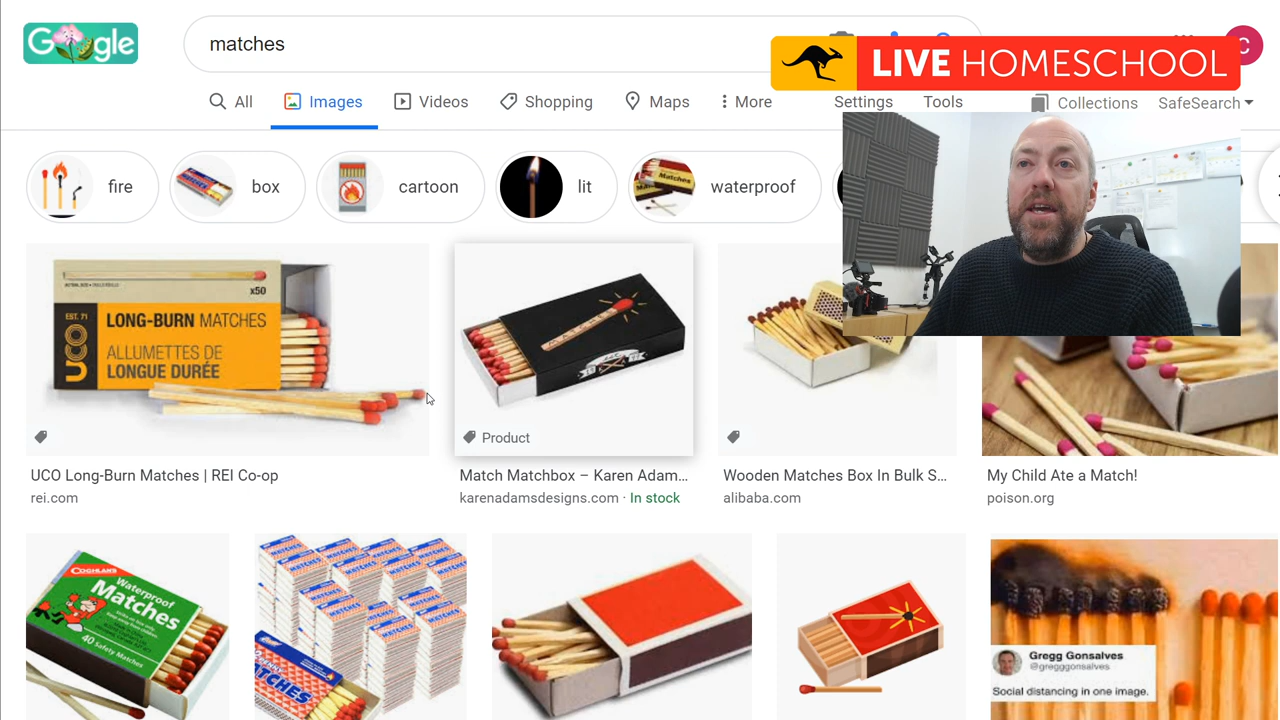 Google
matches
C
LIVE HOMESCHOOL
All
Images
Videos
Shopping
Maps
More
Settings
Tools
Collections
SafeSearch
fire
box
cartoon
lit
Matches
waterproof
x50
EST. 71
UCO
LONG-BURN MATCHES
ALLUMETTES DE
LONGUE DURÉE
Product
UCO Long-Burn Matches | REI Co-op
rei.com
Match Matchbox – Karen Adam...
karenadamsdesigns.com · In stock
Wooden Matches Box In Bulk S...
alibaba.com
My Child Ate a Match!
poison.org
COGHLAN'S
Waterproof
Matches
40 Safety Matches
Gregg Gonsalves
@gregggonsalves
Social distancing in one image.